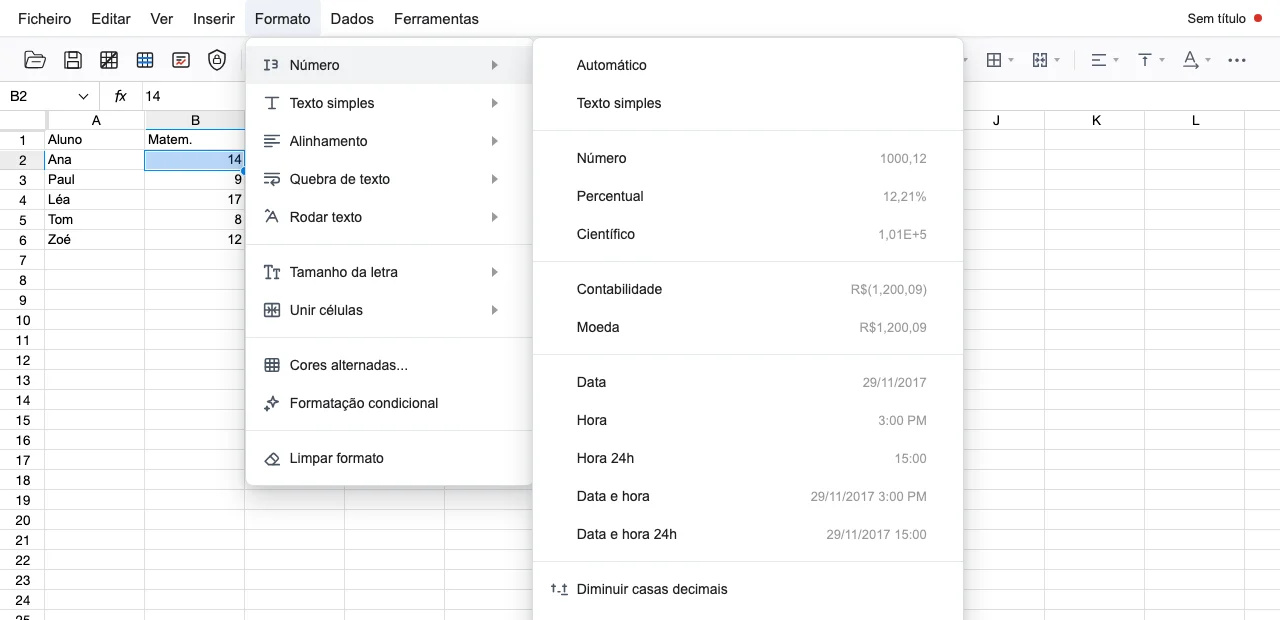 Ficheiro Editar Ver Inserir Formato Dados Ferramentas Sem título
B2 fx 14
A B J K L
1 Aluno Matem.
2 Ana 14
3 Paul 9
4 Léa 17
5 Tom 8
6 Zoé 12
7
8
9
10
11
12
13
14
15
16
17
18
19
20
21
22
23
24
25
Número
Texto simples
Alinhamento
Quebra de texto
Rodar texto
Tamanho da letra
Unir células
Cores alternadas...
Formatação condicional
Limpar formato
Automático
Texto simples
Número 1000,12
Percentual 12,21%
Científico 1,01E+5
Contabilidade R$(1,200,09)
Moeda R$1,200,09
Data 29/11/2017
Hora 3:00 PM
Hora 24h 15:00
Data e hora 29/11/2017 3:00 PM
Data e hora 24h 29/11/2017 15:00
Diminuir casas decimais